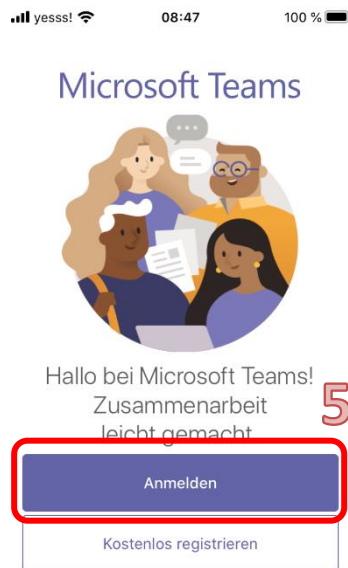 yesss! 08:47 100 %
Microsoft Teams
Hallo bei Microsoft Teams!
Zusammenarbeit
leicht gemacht
5
Anmelden
Kostenlos registrieren